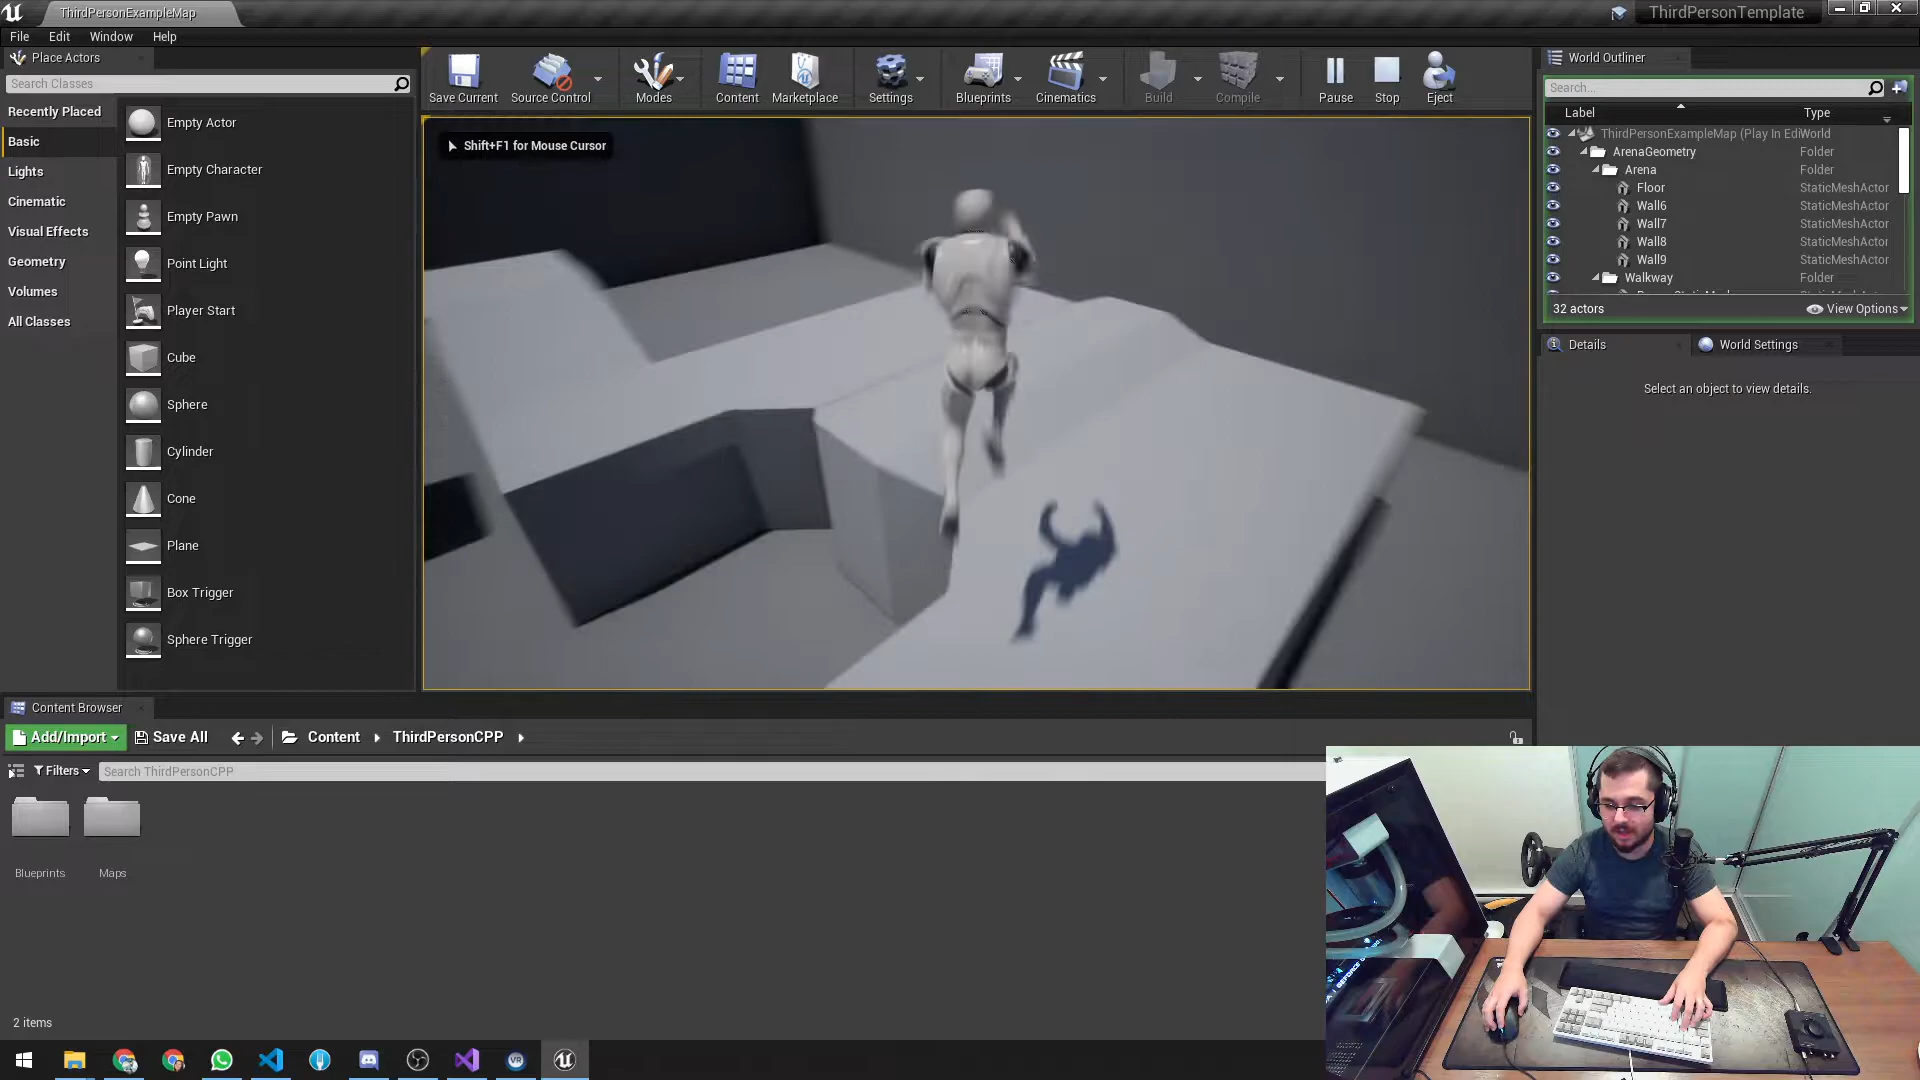 ThirdPersonExampleMap
ThirdPersonTemplate
File Edit Window Help
Place Actors
Search Classes
Recently Placed
Basic
Lights
Cinematic
Visual Effects
Geometry
Volumes
All Classes
Empty Actor
Empty Character
Empty Pawn
Point Light
Player Start
Cube
Sphere
Cylinder
Cone
Plane
Box Trigger
Sphere Trigger
Save Current Source Control Modes Content Marketplace Settings Blueprints Cinematics Build Compile Pause Stop Eject
Shift+F1 for Mouse Cursor
World Outliner
Search...
Label Type
ThirdPersonExampleMap (Play In Edi World
ArenaGeometry Folder
Arena Folder
Floor StaticMeshActor
Wall6 StaticMeshActor
Wall7 StaticMeshActor
Wall8 StaticMeshActor
Wall9 StaticMeshActor
Walkway Folder
32 actors View Options
Details World Settings
Select an object to view details.
Content Browser
Add/Import Save All Content ThirdPersonCPP
Filters Search ThirdPersonCPP
Blueprints Maps
2 items